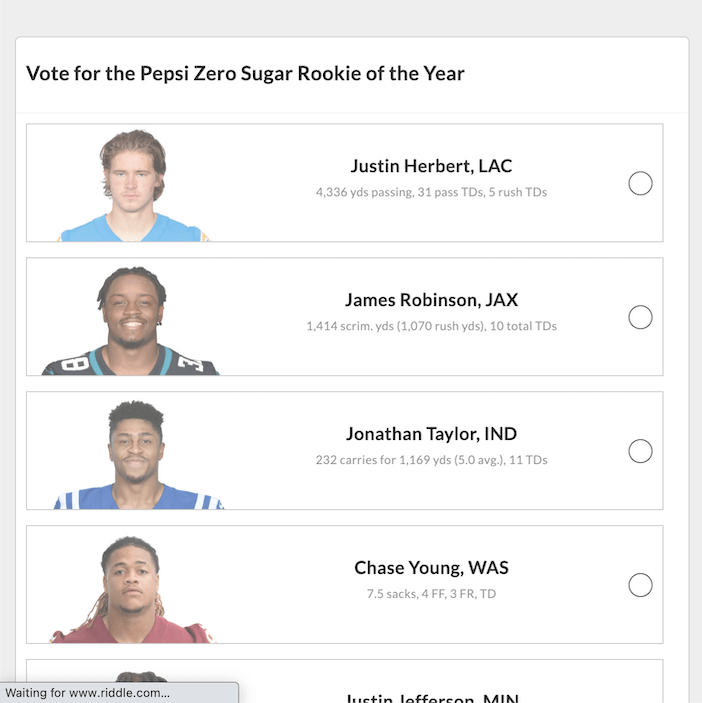 Vote for the Pepsi Zero Sugar Rookie of the Year
Justin Herbert, LAC
4,336 yds passing, 31 pass TDs, 5 rush TDs
James Robinson, JAX
1,414 scrim. yds (1,070 rush yds), 10 total TDs
Jonathan Taylor, IND
232 carries for 1,169 yds (5.0 avg.), 11 TDs
Chase Young, WAS
7.5 sacks, 4 FF, 3 FR, TD
Justin Jefferson, MIN
Waiting for www.riddle.com...